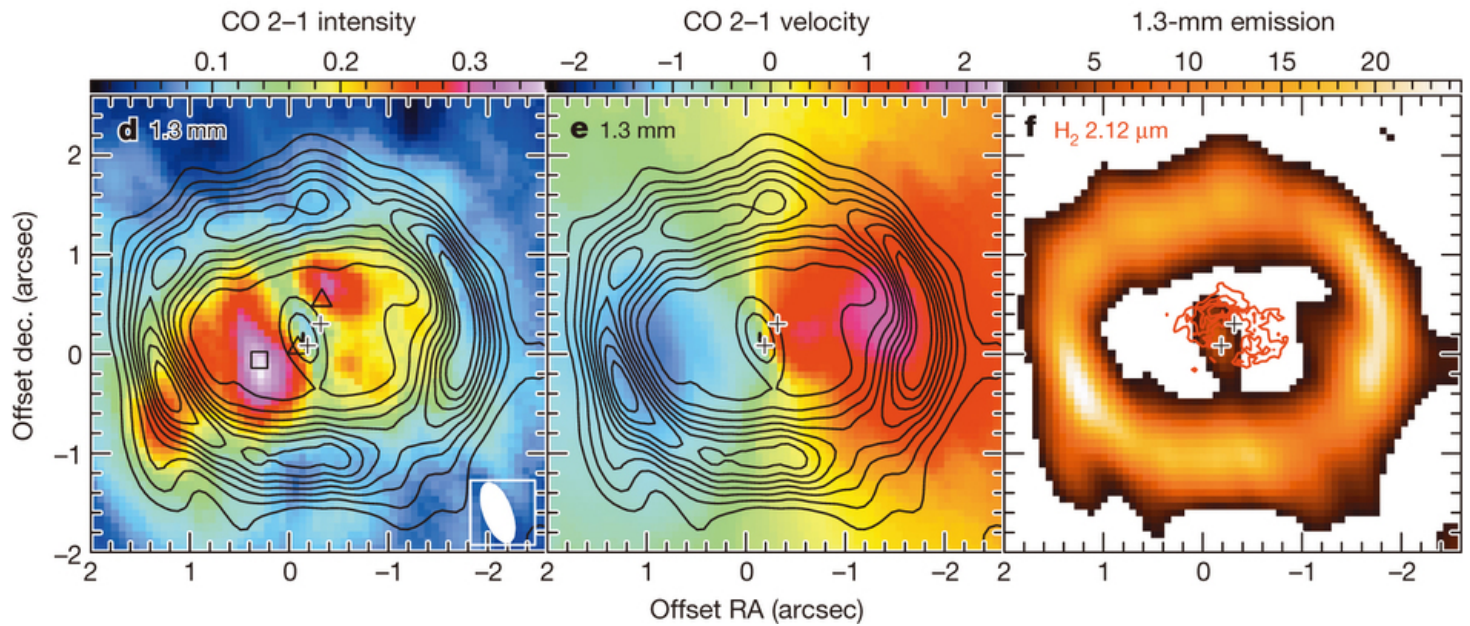 CO 2–1 intensity CO 2–1 velocity 1.3-mm emission
0.1 0.2 0.3 −2 −1 0 1 2 5 10 15 20
d 1.3 mm e 1.3 mm f H₂ 2.12 μm
2
1
0
−1
−2
Offset dec. (arcsec)
2 1 0 −1 −2 2 1 0 −1 −2 2 1 0 −1 −2
Offset RA (arcsec)